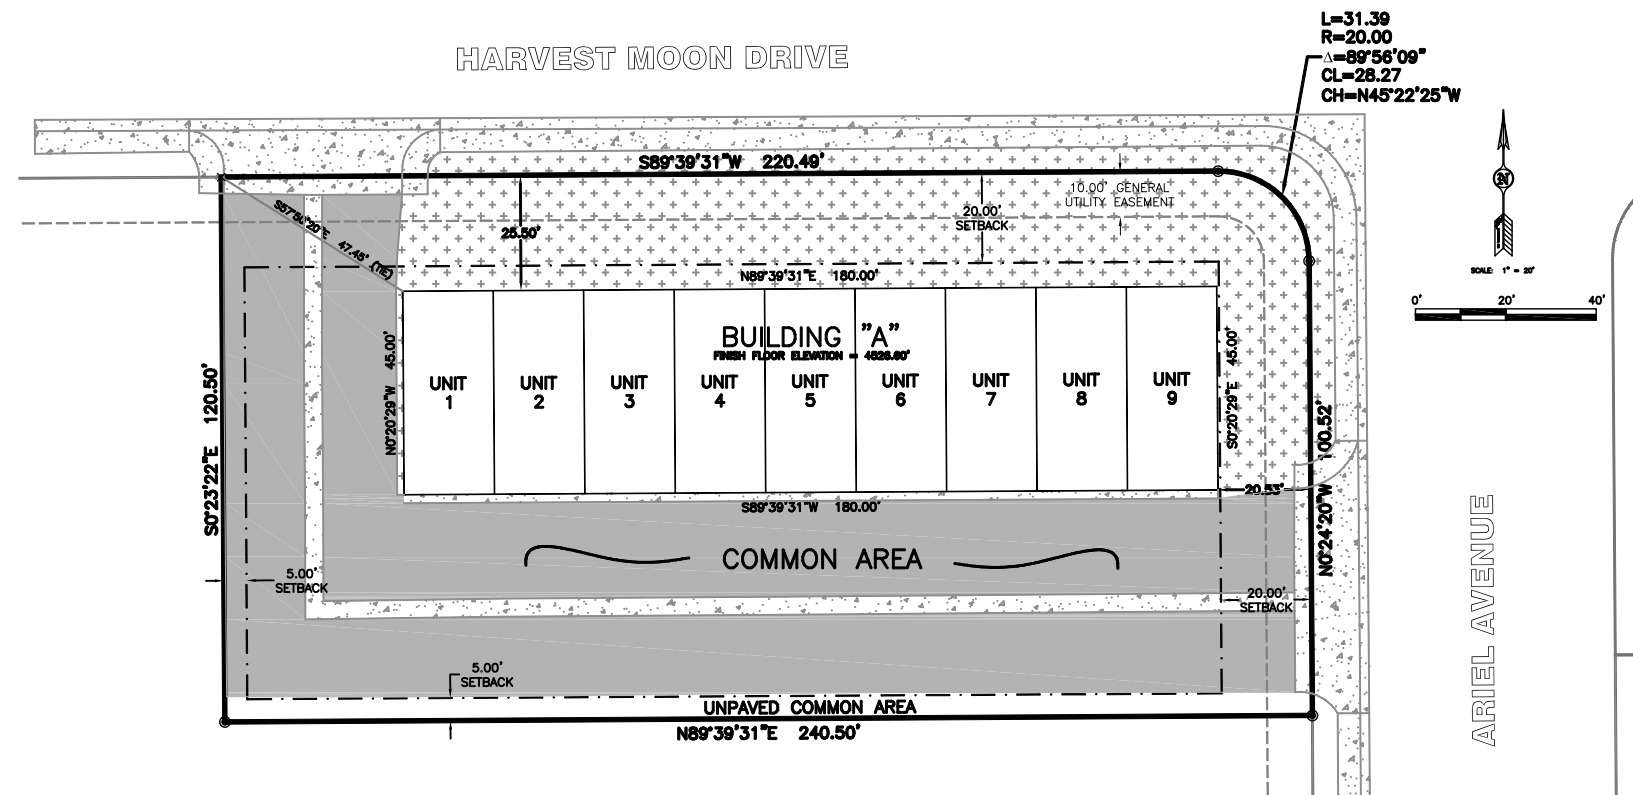 HARVEST MOON DRIVE
L=31.39
R=20.00
Δ=89°56'09"
CL=28.27
CH=N45°22'25"W
S89°39'31"W 220.49'
10.00' GENERAL
UTILITY EASEMENT
N
S57°50'20"E 47.45' (TIE)
25.50'
20.00'
SETBACK
N89°39'31"E 180.00'
SCALE: 1" = 20'
0' 20' 40'
BUILDING "A"
FINISH FLOOR ELEVATION = 4526.60'
N0°20'29"W 45.00'
S0°20'29"E 45.00'
UNIT
1
UNIT
2
UNIT
3
UNIT
4
UNIT
5
UNIT
6
UNIT
7
UNIT
8
UNIT
9
S0°23'22"E 120.50'
N0°24'20"W 100.52'
20.53'
S89°39'31"W 180.00'
COMMON AREA
5.00'
SETBACK
20.00'
SETBACK
ARIEL AVENUE
5.00'
SETBACK
UNPAVED COMMON AREA
N89°39'31"E 240.50'